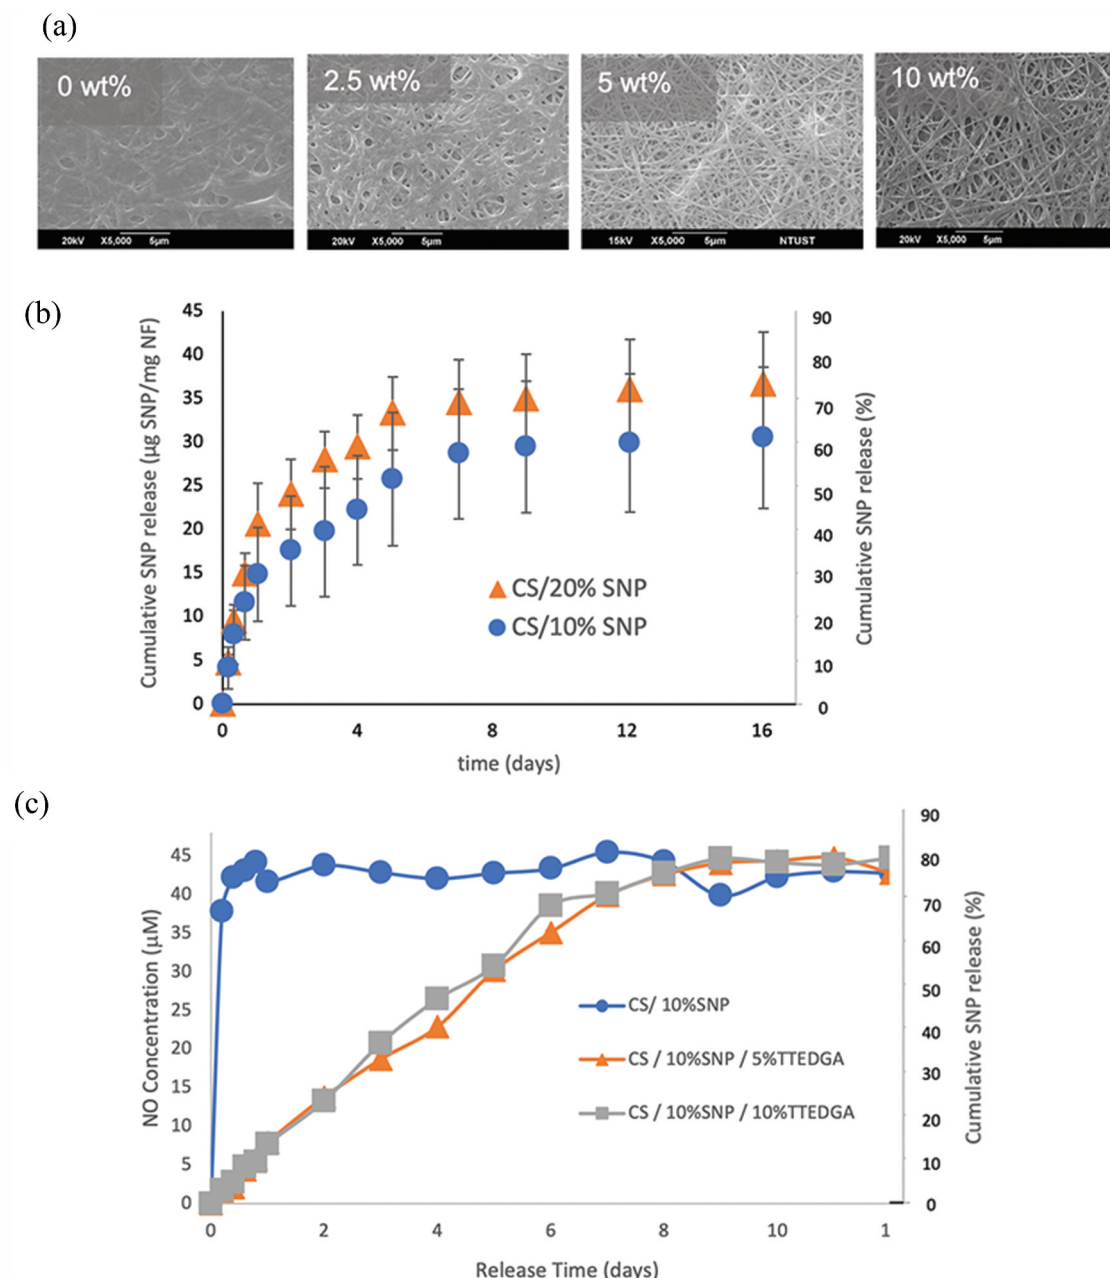 (a)
0 wt%
2.5 wt%
5 wt%
10 wt%
20kV X5,000 5µm
20kV X5,000 5µm
15kV X5,000 5µm NTUST
20kV X5,000 5µm
(b)
Cumulative SNP release (µg SNP/mg NF)
45
40
35
30
25
20
15
10
5
0
CS/20% SNP
CS/10% SNP
90
80
70
60
50
40
30
20
10
0
Cumulative SNP release (%)
0 4 8 12 16
time (days)
(c)
NO Concentration (µM)
45
40
35
30
25
20
15
10
5
0
CS/ 10%SNP
CS / 10%SNP / 5%TTEDGA
CS / 10%SNP / 10%TTEDGA
90
80
70
60
50
40
30
20
10
0
Cumulative SNP release (%)
0 2 4 6 8 10 1
Release Time (days)